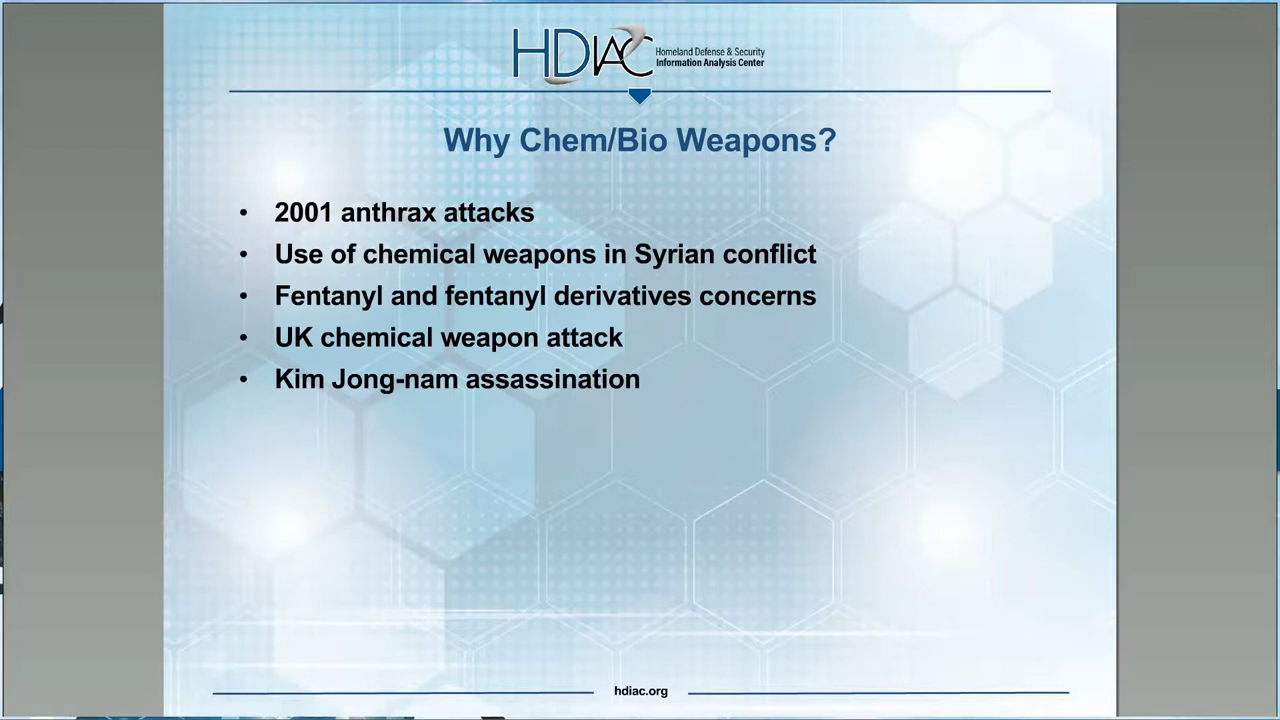 HDIAC Homeland Defense & Security
Information Analysis Center
Why Chem/Bio Weapons?
• 2001 anthrax attacks
• Use of chemical weapons in Syrian conflict
• Fentanyl and fentanyl derivatives concerns
• UK chemical weapon attack
• Kim Jong-nam assassination
hdiac.org